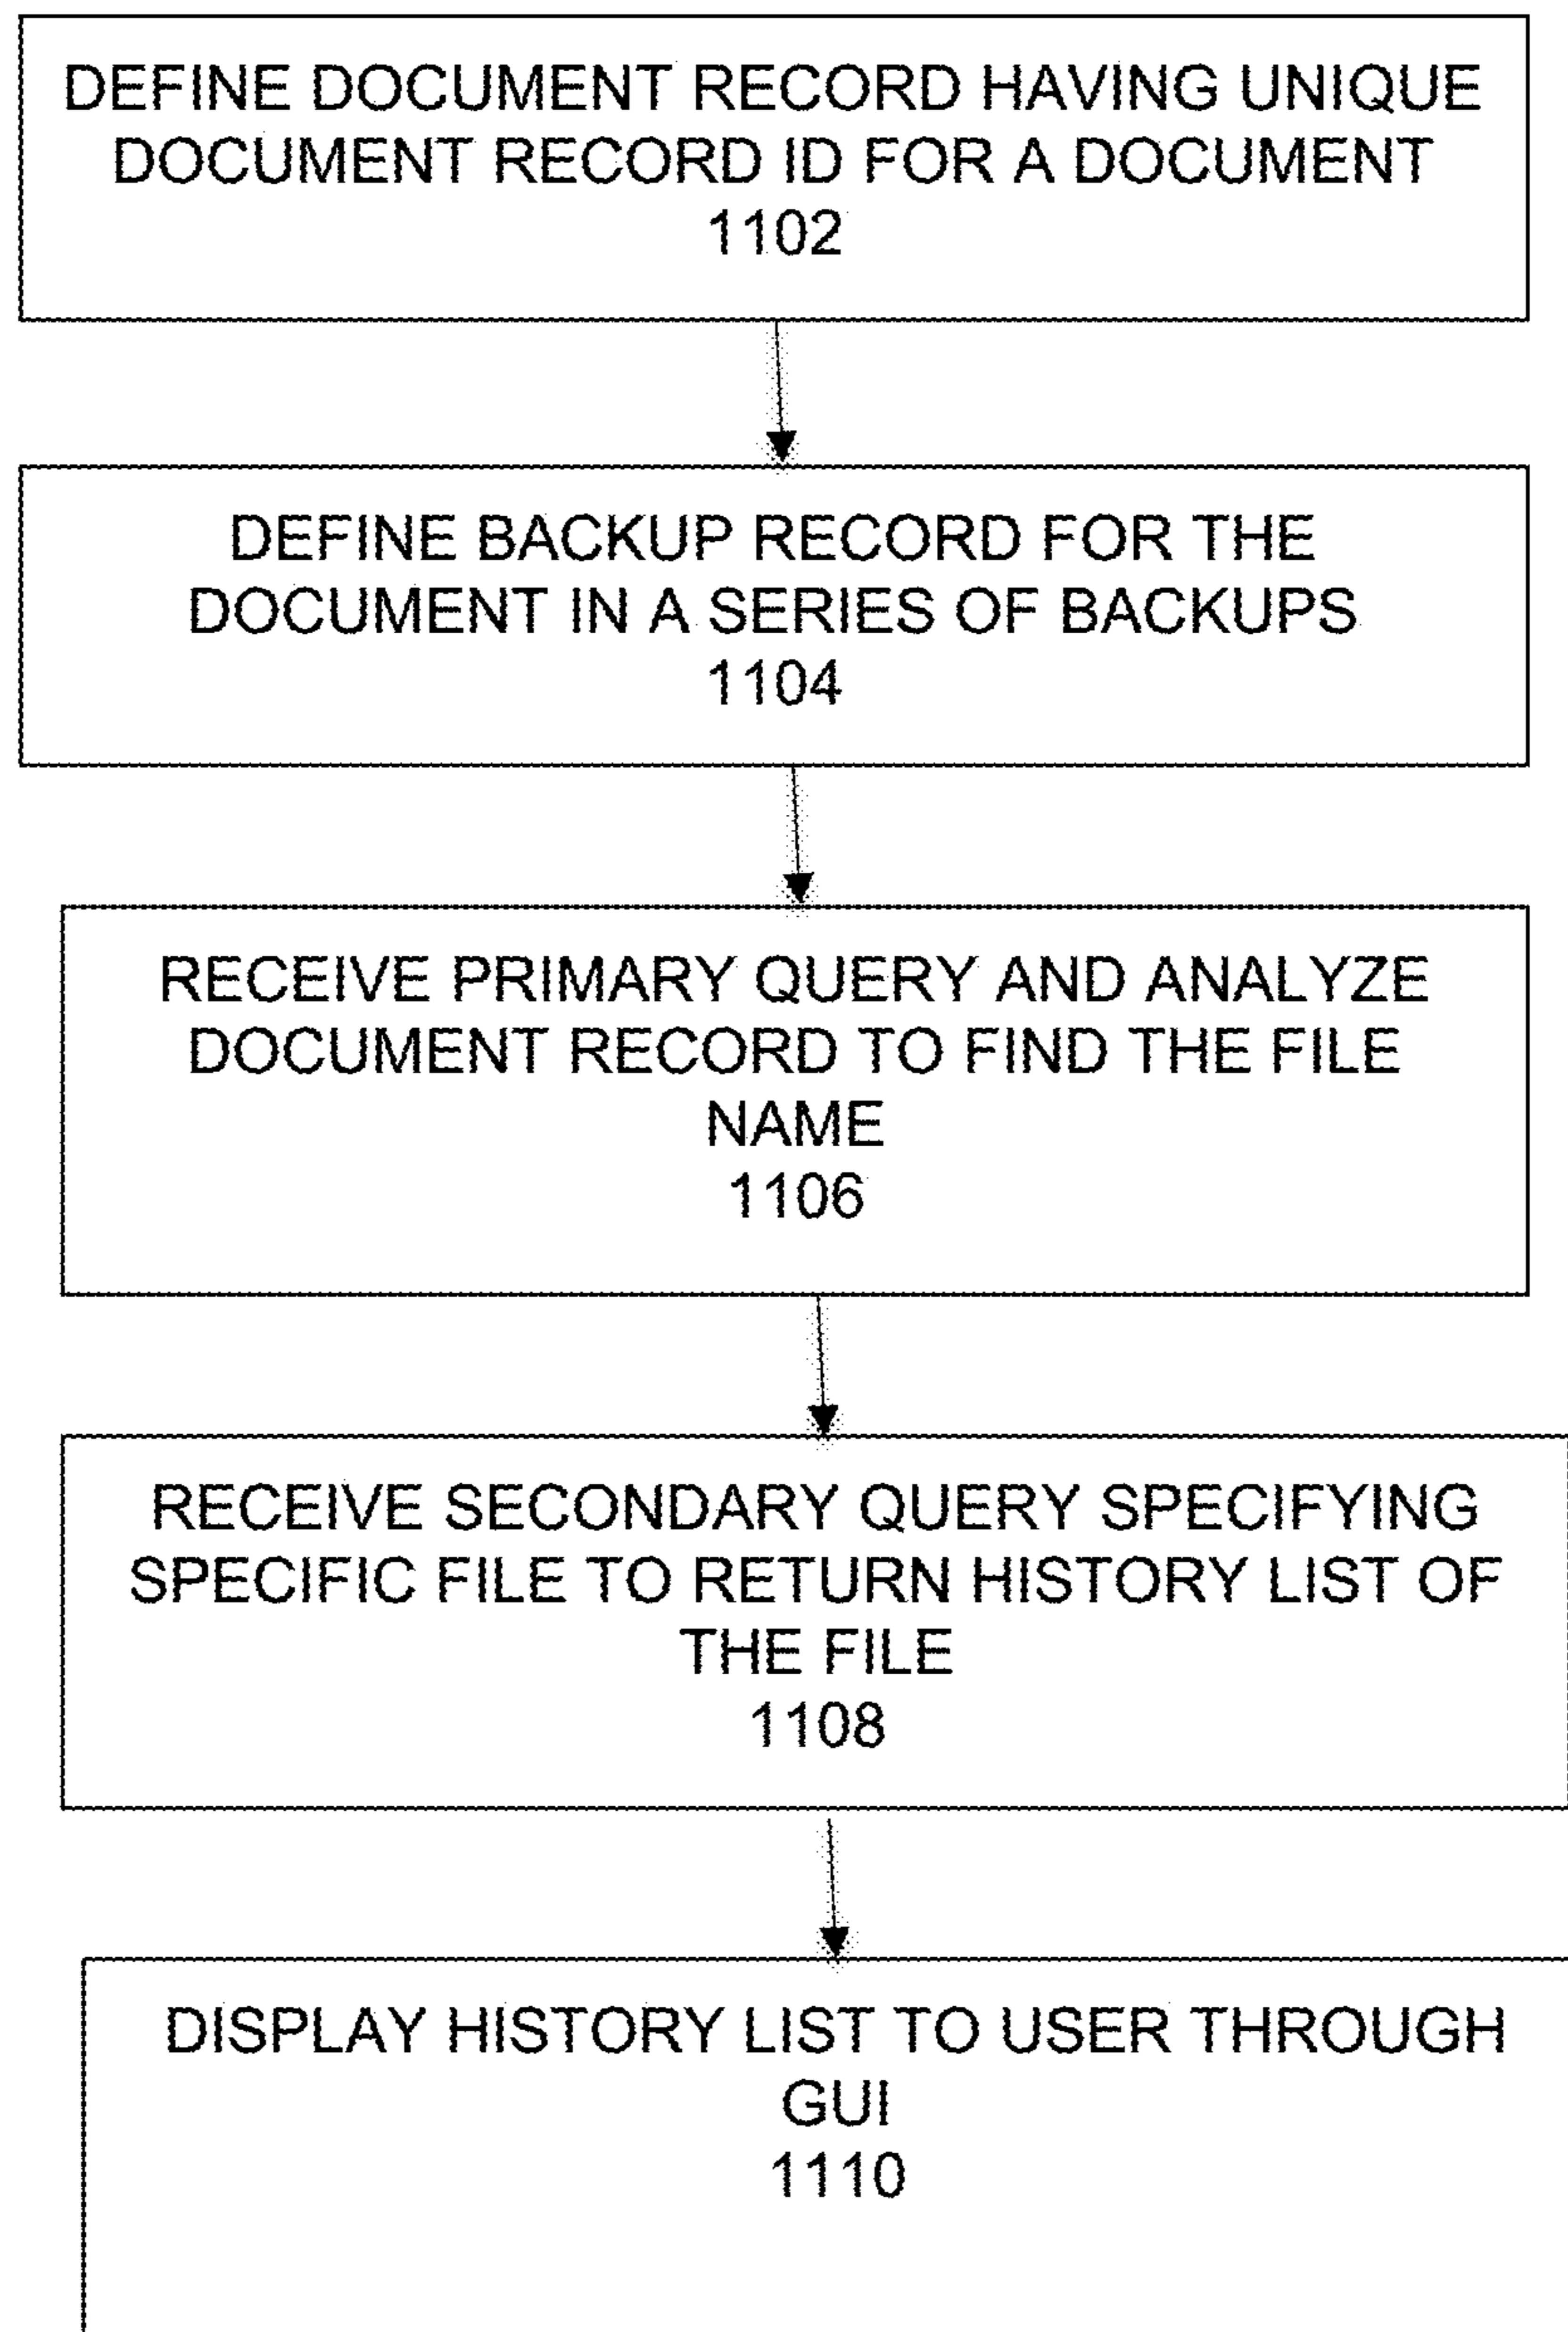 DEFINE DOCUMENT RECORD HAVING UNIQUE
DOCUMENT RECORD ID FOR A DOCUMENT
1102
DEFINE BACKUP RECORD FOR THE
DOCUMENT IN A SERIES OF BACKUPS
1104
RECEIVE PRIMARY QUERY AND ANALYZE
DOCUMENT RECORD TO FIND THE FILE
NAME
1106
RECEIVE SECONDARY QUERY SPECIFYING
SPECIFIC FILE TO RETURN HISTORY LIST OF
THE FILE
1108
DISPLAY HISTORY LIST TO USER THROUGH
GUI
1110